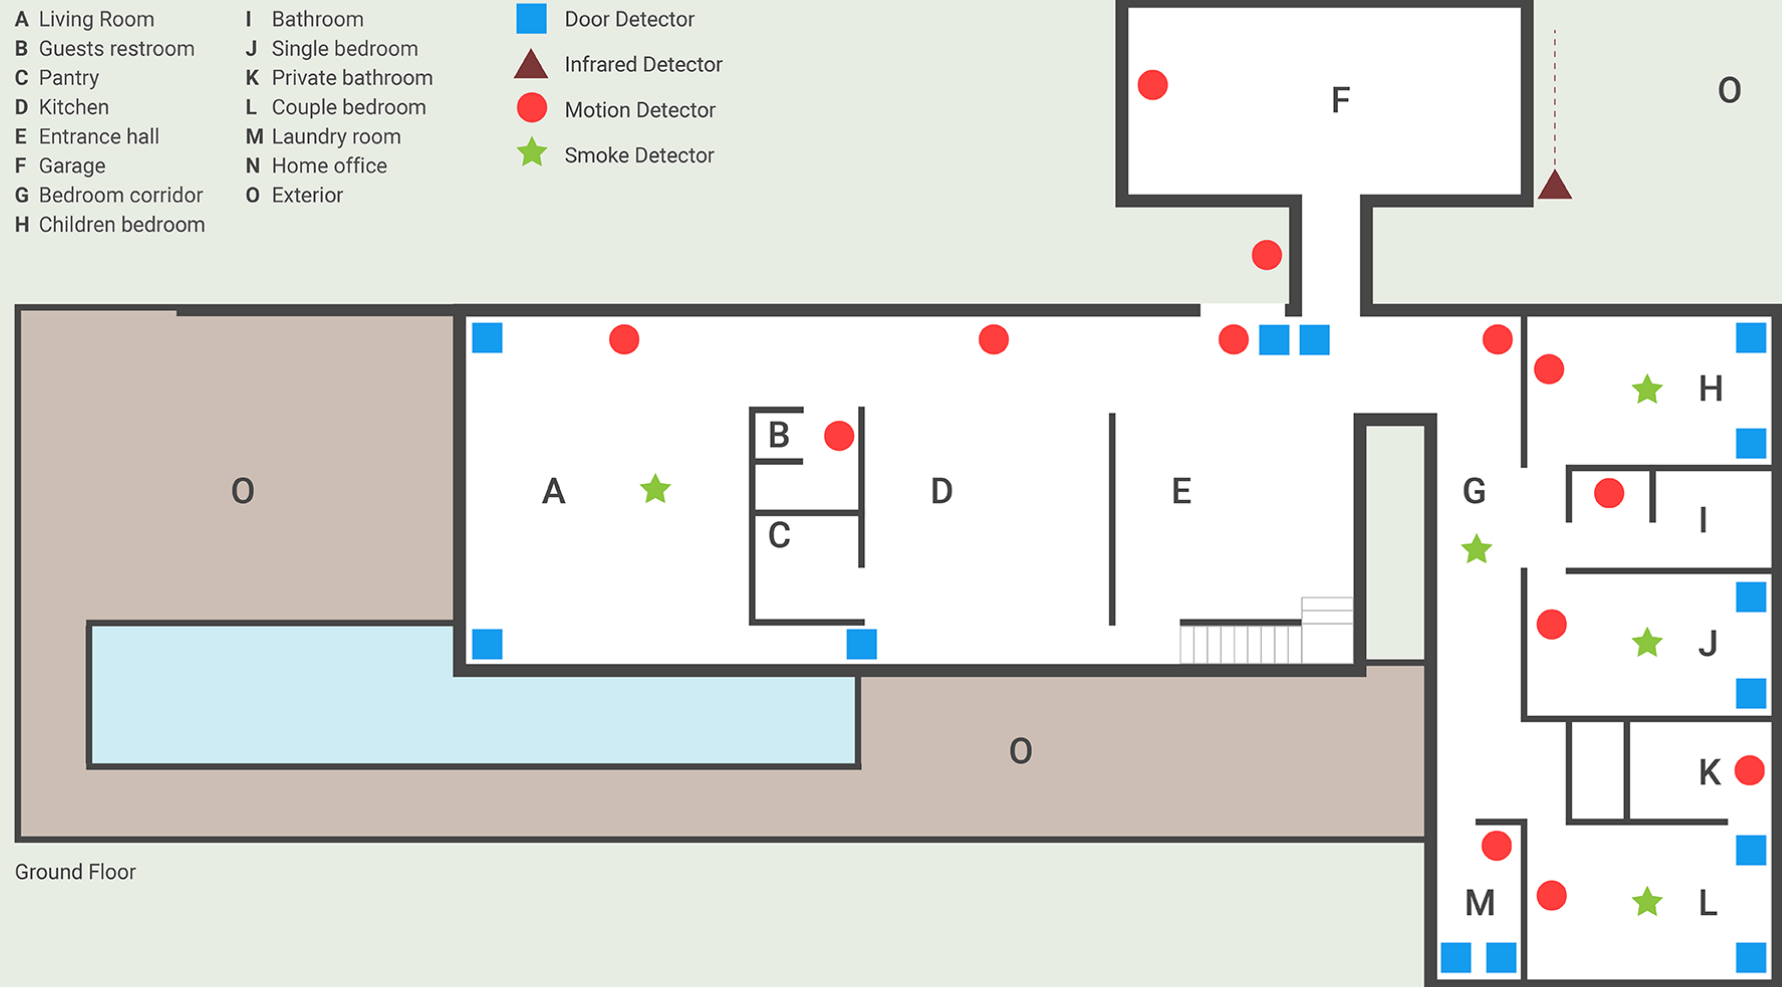 A Living Room
B Guests restroom
C Pantry
D Kitchen
E Entrance hall
F Garage
G Bedroom corridor
H Children bedroom
I Bathroom
J Single bedroom
K Private bathroom
L Couple bedroom
M Laundry room
N Home office
O Exterior
Door Detector
Infrared Detector
Motion Detector
Smoke Detector
F
O
H
B
O
A
D
E
G
C
I
J
O
K
M
L
Ground Floor